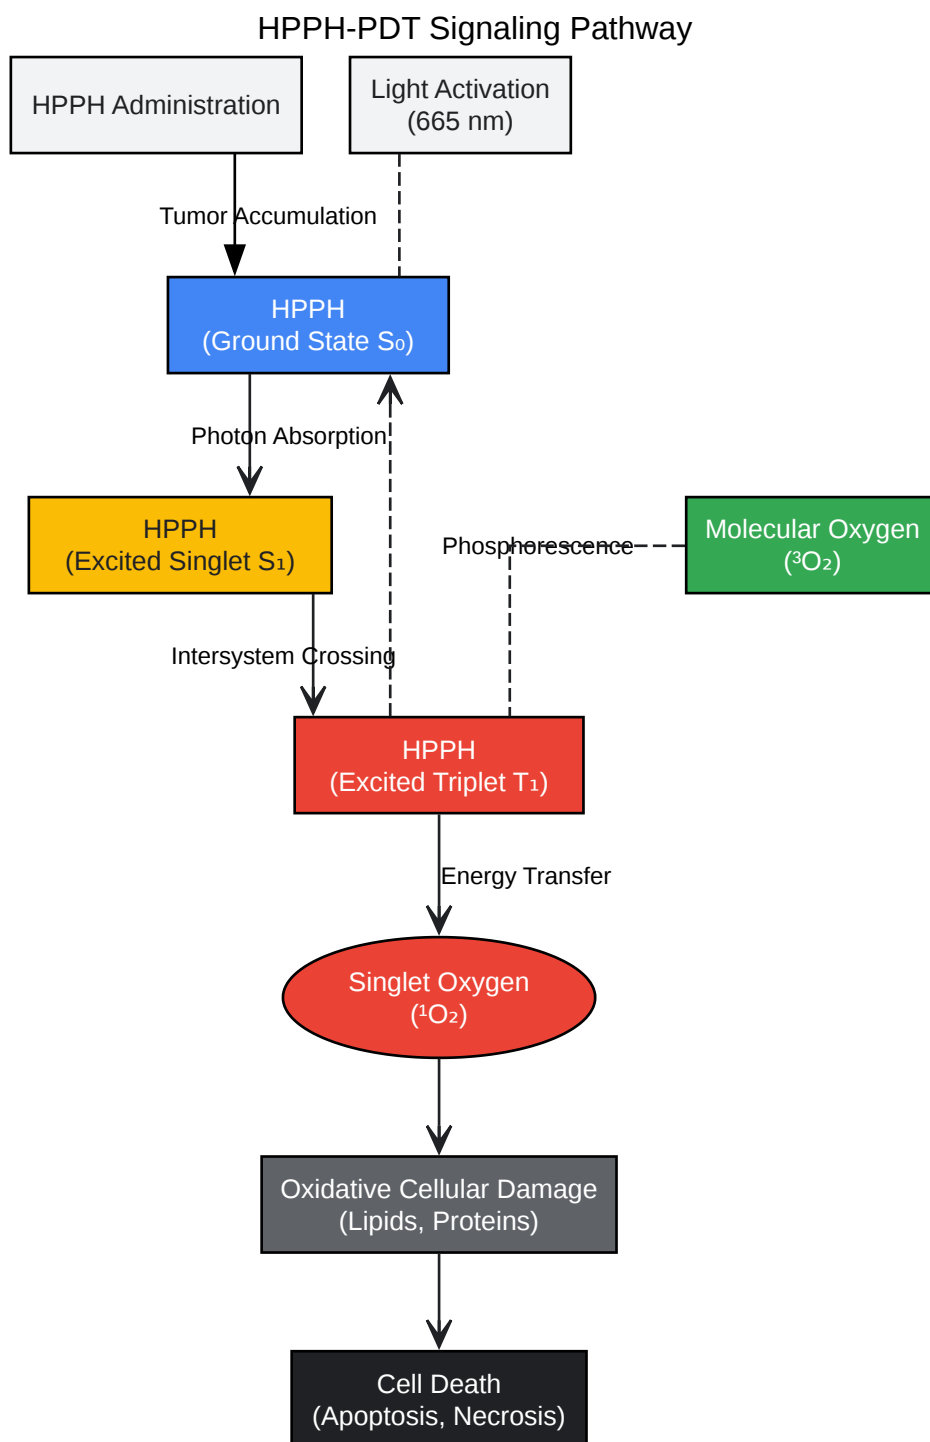 HPPH-PDT Signaling Pathway
HPPH Administration
Light Activation
(665 nm)
Tumor Accumulation
HPPH
(Ground State S₀)
Photon Absorption
HPPH
(Excited Singlet S₁)
Phosphorescence
Molecular Oxygen
(³O₂)
Intersystem Crossing
HPPH
(Excited Triplet T₁)
Energy Transfer
Singlet Oxygen
(¹O₂)
Oxidative Cellular Damage
(Lipids, Proteins)
Cell Death
(Apoptosis, Necrosis)